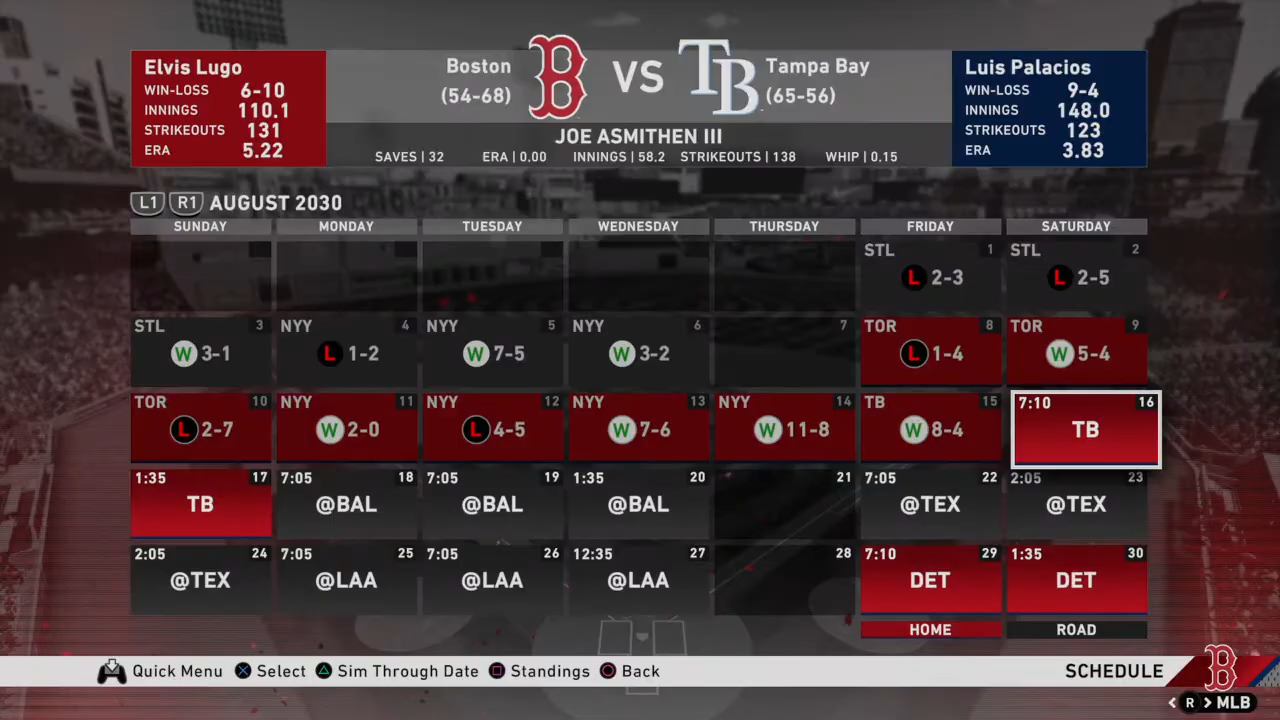 Elvis Lugo
WIN-LOSS 6-10
INNINGS 110.1
STRIKEOUTS 131
ERA 5.22
Boston
(54-68)
B
VS
TB
Tampa Bay
(65-56)
Luis Palacios
WIN-LOSS 9-4
INNINGS 148.0
STRIKEOUTS 123
ERA 3.83
JOE ASMITHEN III
SAVES | 32 ERA | 0.00 INNINGS | 58.2 STRIKEOUTS | 138 WHIP | 0.15
L1 R1 AUGUST 2030
SUNDAY MONDAY TUESDAY WEDNESDAY THURSDAY FRIDAY SATURDAY
STL 1 STL 2
L 2-3 L 2-5
STL 3 NYY 4 NYY 5 NYY 6 7 TOR 8 TOR 9
W 3-1 L 1-2 W 7-5 W 3-2 L 1-4 W 5-4
TOR 10 NYY 11 NYY 12 NYY 13 NYY 14 TB 15 7:10 16
L 2-7 W 2-0 L 4-5 W 7-6 W 11-8 W 8-4 TB
1:35 17 7:05 18 7:05 19 1:35 20 21 7:05 22 2:05 23
TB @BAL @BAL @BAL @TEX @TEX
2:05 24 7:05 25 7:05 26 12:35 27 28 7:10 29 1:35 30
@TEX @LAA @LAA @LAA DET DET
HOME ROAD
Quick Menu Select Sim Through Date Standings Back
SCHEDULE B
< R > MLB